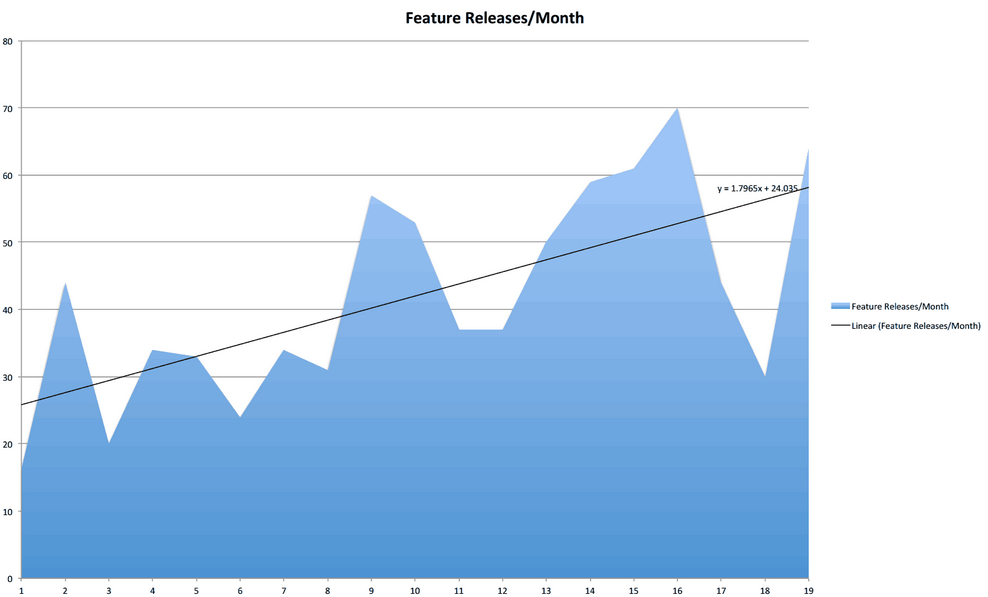 Feature Releases/Month
80
70
60
50
40
30
20
10
0
y = 1.7965x + 24.035
Feature Releases/Month
Linear (Feature Releases/Month)
1 2 3 4 5 6 7 8 9 10 11 12 13 14 15 16 17 18 19